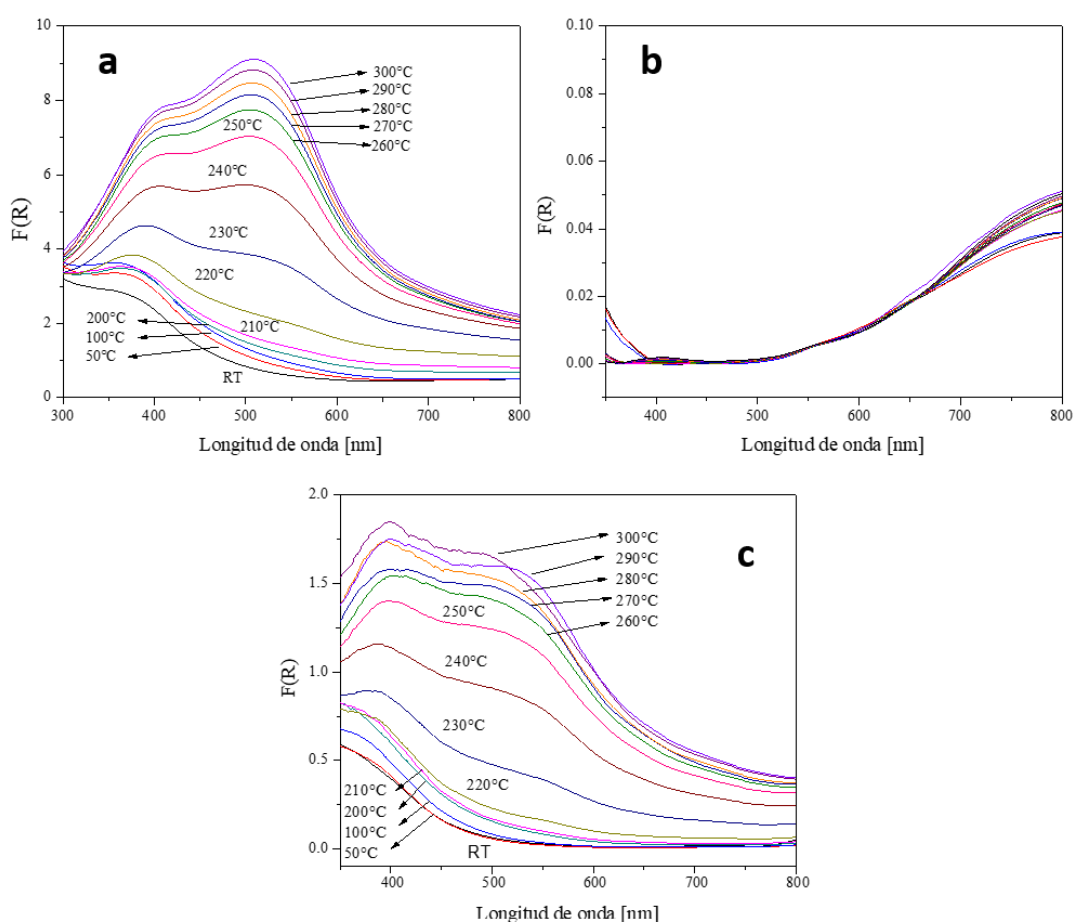 a
10
8
6
4
2
0
F(R)
300°C
290°C
280°C
270°C
260°C
250°C
240°C
230°C
220°C
210°C
200°C
100°C
50°C
RT
300 400 500 600 700 800
Longitud de onda [nm]
b
0.10
0.08
0.06
0.04
0.02
0.00
F(R)
400 500 600 700 800
Longitud de onda [nm]
c
2.0
1.5
1.0
0.5
0.0
F(R)
300°C
290°C
280°C
270°C
260°C
250°C
240°C
230°C
220°C
210°C
200°C
100°C
50°C
RT
400 500 600 700 800
Longitud de onda [nm]